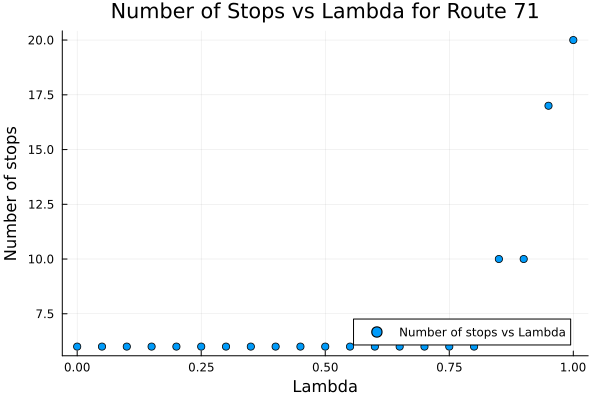 Number of Stops vs Lambda for Route 71
20.0
17.5
15.0
12.5
10.0
7.5
Number of stops
Number of stops vs Lambda
0.00 0.25 0.50 0.75 1.00
Lambda